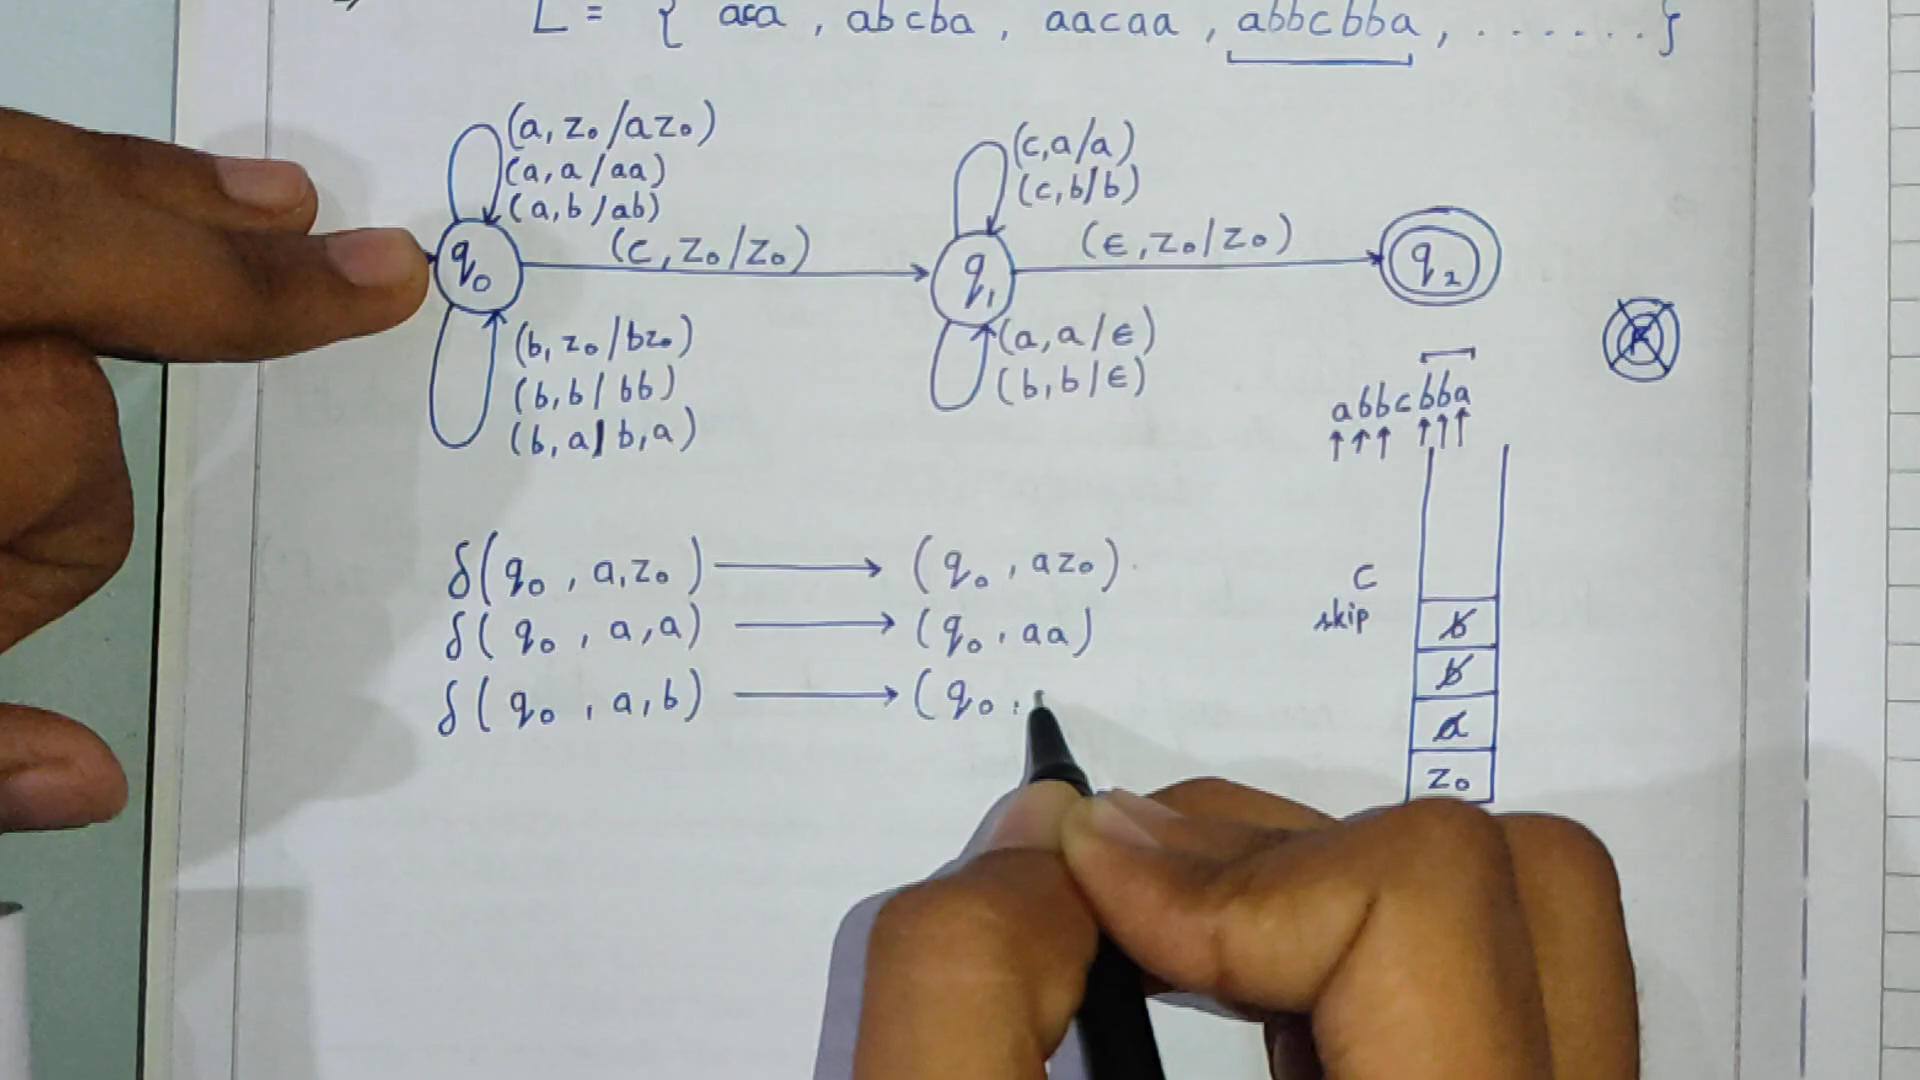 L = { aca , abcba , aacaa , abbcbba , . . . . . . }
(a, z₀/az₀)
(a, a/aa)
(a, b/ab)
(c, a/a)
(c, b/b)
q₀
(c, z₀/z₀)
q₁
(ϵ, z₀/z₀)
q₂
(b, z₀/bz₀)
(b, b/bb)
(b, a/b,a)
(a, a/ϵ)
(b, b/ϵ)
abbcbba
δ(q₀ , a, z₀) ⟶ (q₀ , az₀)
δ(q₀ , a, a) ⟶ (q₀ , aa)
δ(q₀ , a, b) ⟶ (q₀ ,
c
skip
b
b
a
z₀